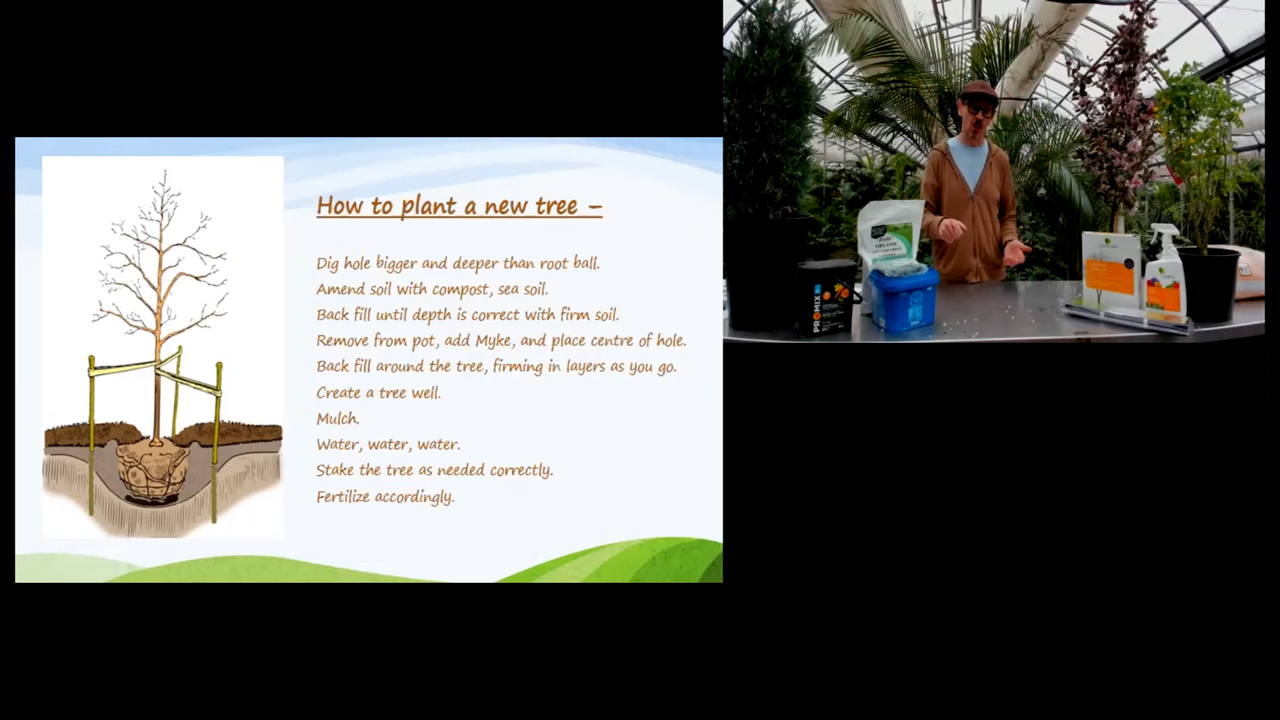 How to plant a new tree –
Dig hole bigger and deeper than root ball.
Amend soil with compost, sea soil.
Back fill until depth is correct with firm soil.
Remove from pot, add Myke, and place centre of hole.
Back fill around the tree, firming in layers as you go.
Create a tree well.
Mulch.
Water, water, water.
Stake the tree as needed correctly.
Fertilize accordingly.
PROMIX